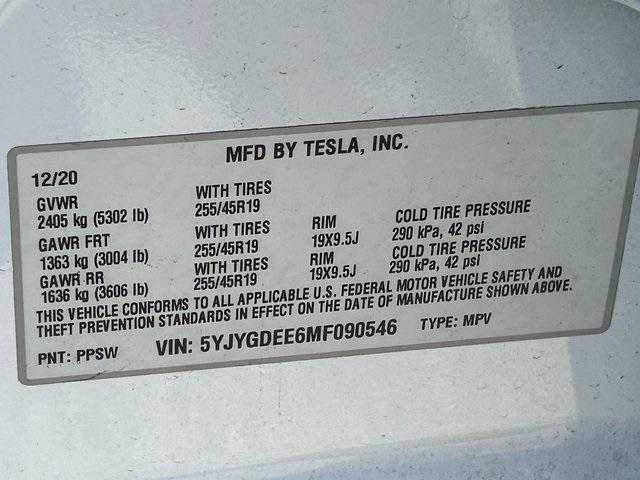 MFD BY TESLA, INC.
12/20
GVWR WITH TIRES
2405 kg (5302 lb) 255/45R19
GAWR FRT WITH TIRES RIM COLD TIRE PRESSURE
1363 kg (3004 lb) 255/45R19 19X9.5J 290 kPa, 42 psi
GAWR RR WITH TIRES RIM COLD TIRE PRESSURE
1636 kg (3606 lb) 255/45R19 19X9.5J 290 kPa, 42 psi
THIS VEHICLE CONFORMS TO ALL APPLICABLE U.S. FEDERAL MOTOR VEHICLE SAFETY AND
THEFT PREVENTION STANDARDS IN EFFECT ON THE DATE OF MANUFACTURE SHOWN ABOVE.
PNT: PPSW VIN: 5YJYGDEE6MF090546 TYPE: MPV